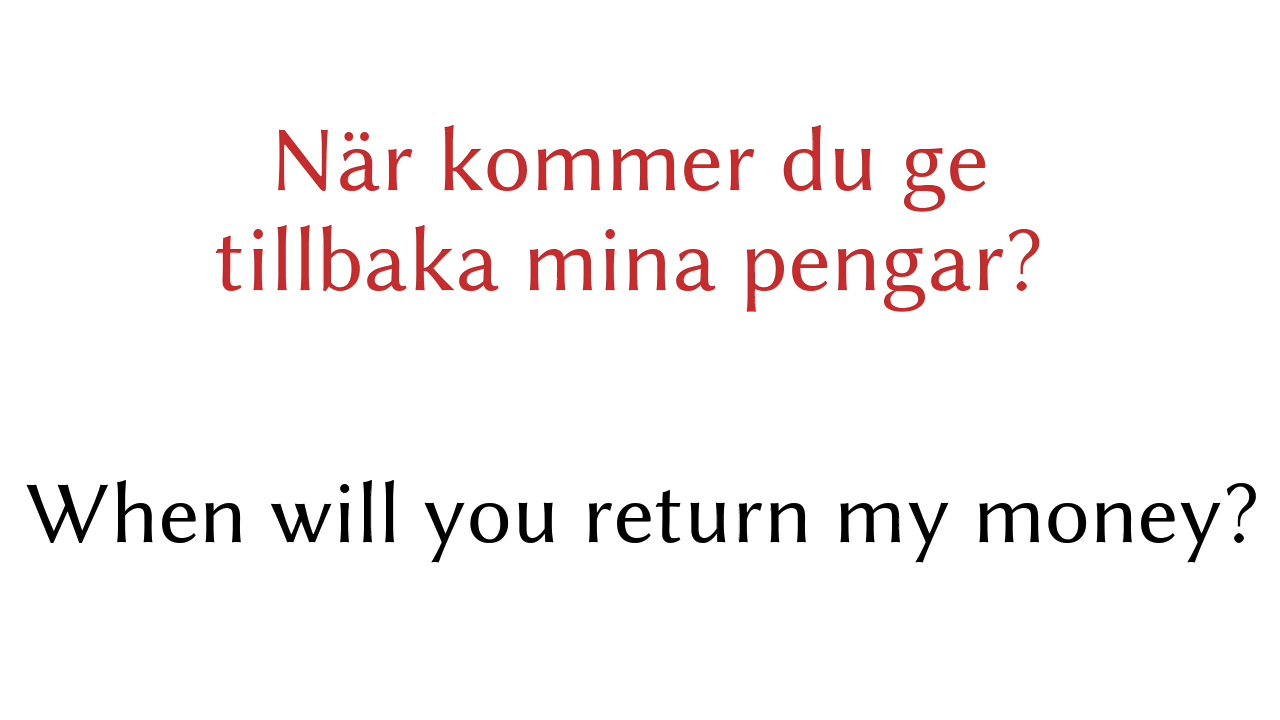 När kommer du ge
tillbaka mina pengar?
When will you return my money?